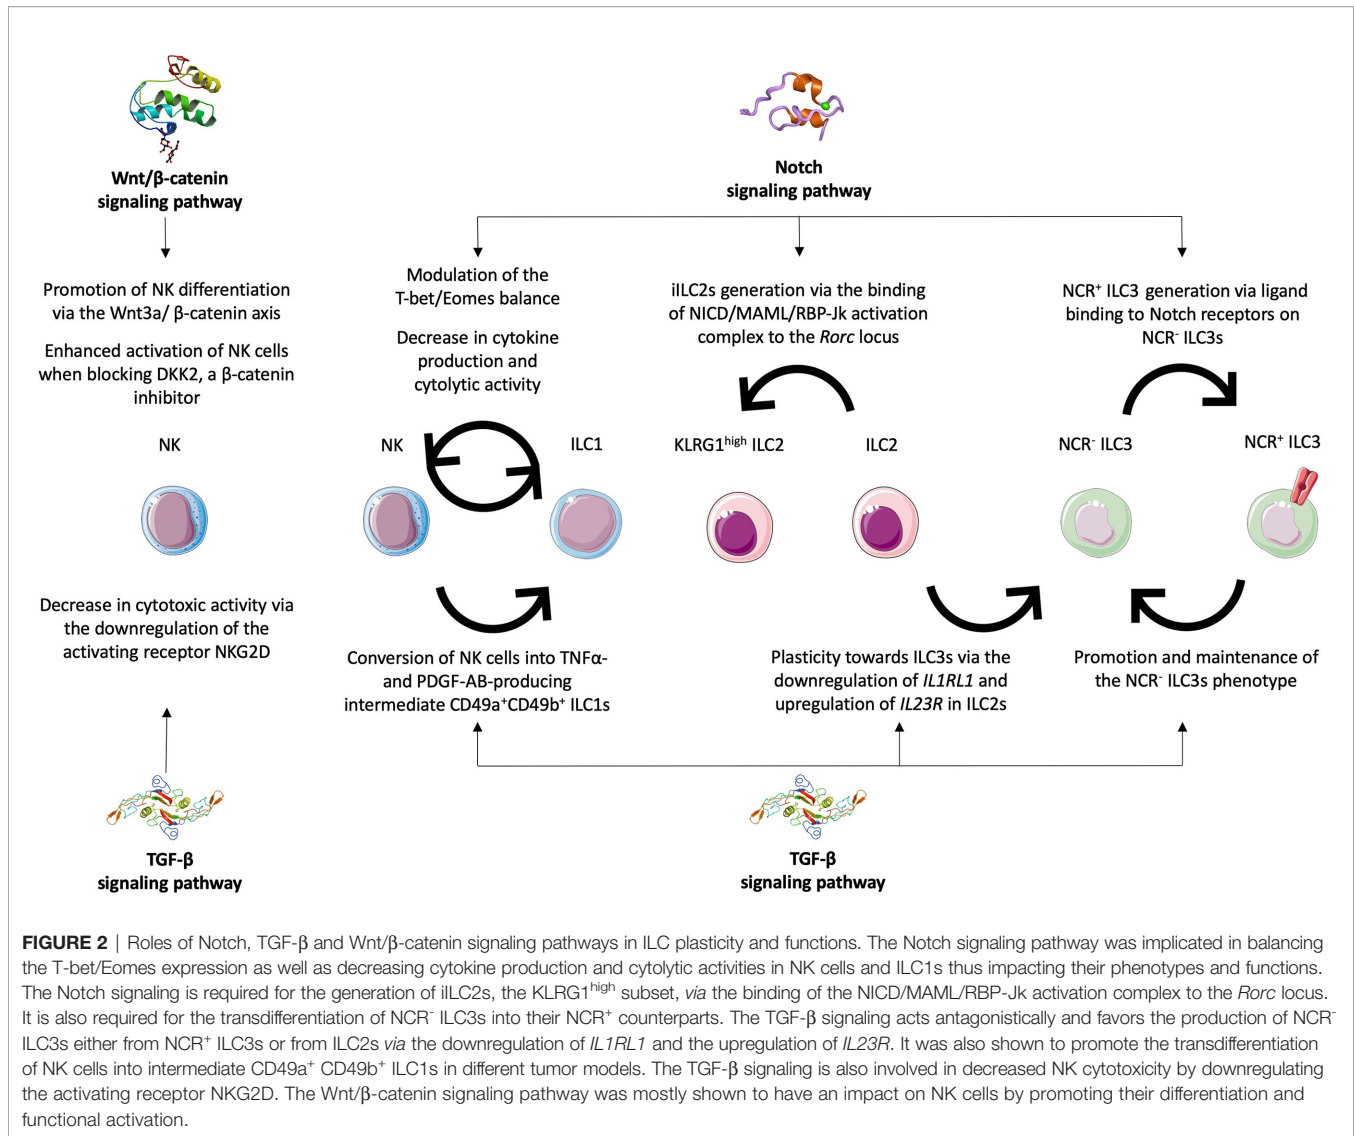 Wnt/β-catenin
signaling pathway
Notch
signaling pathway
Promotion of NK differentiation
via the Wnt3a/ β-catenin axis
Enhanced activation of NK cells
when blocking DKK2, a β-catenin
inhibitor
Modulation of the
T-bet/Eomes balance
Decrease in cytokine
production and
cytolytic activity
iILC2s generation via the binding
of NICD/MAML/RBP-Jk activation
complex to the Rorc locus
NCR⁺ ILC3 generation via ligand
binding to Notch receptors on
NCR⁻ ILC3s
NK
NK
ILC1
KLRG1ʰⁱᵍʰ ILC2
ILC2
NCR⁻ ILC3
NCR⁺ ILC3
Decrease in cytotoxic activity via
the downregulation of the
activating receptor NKG2D
Conversion of NK cells into TNFα-
and PDGF-AB-producing
intermediate CD49a⁺CD49b⁺ ILC1s
Plasticity towards ILC3s via the
downregulation of IL1RL1 and
upregulation of IL23R in ILC2s
Promotion and maintenance of
the NCR⁻ ILC3s phenotype
TGF-β
signaling pathway
TGF-β
signaling pathway
FIGURE 2 | Roles of Notch, TGF-β and Wnt/β-catenin signaling pathways in ILC plasticity and functions. The Notch signaling pathway was implicated in balancing
the T-bet/Eomes expression as well as decreasing cytokine production and cytolytic activities in NK cells and ILC1s thus impacting their phenotypes and functions.
The Notch signaling is required for the generation of iILC2s, the KLRG1ʰⁱᵍʰ subset, via the binding of the NICD/MAML/RBP-Jk activation complex to the Rorc locus.
It is also required for the transdifferentiation of NCR⁻ ILC3s into their NCR⁺ counterparts. The TGF-β signaling acts antagonistically and favors the production of NCR⁻
ILC3s either from NCR⁺ ILC3s or from ILC2s via the downregulation of IL1RL1 and the upregulation of IL23R. It was also shown to promote the transdifferentiation
of NK cells into intermediate CD49a⁺ CD49b⁺ ILC1s in different tumor models. The TGF-β signaling is also involved in decreased NK cytotoxicity by downregulating
the activating receptor NKG2D. The Wnt/β-catenin signaling pathway was mostly shown to have an impact on NK cells by promoting their differentiation and
functional activation.